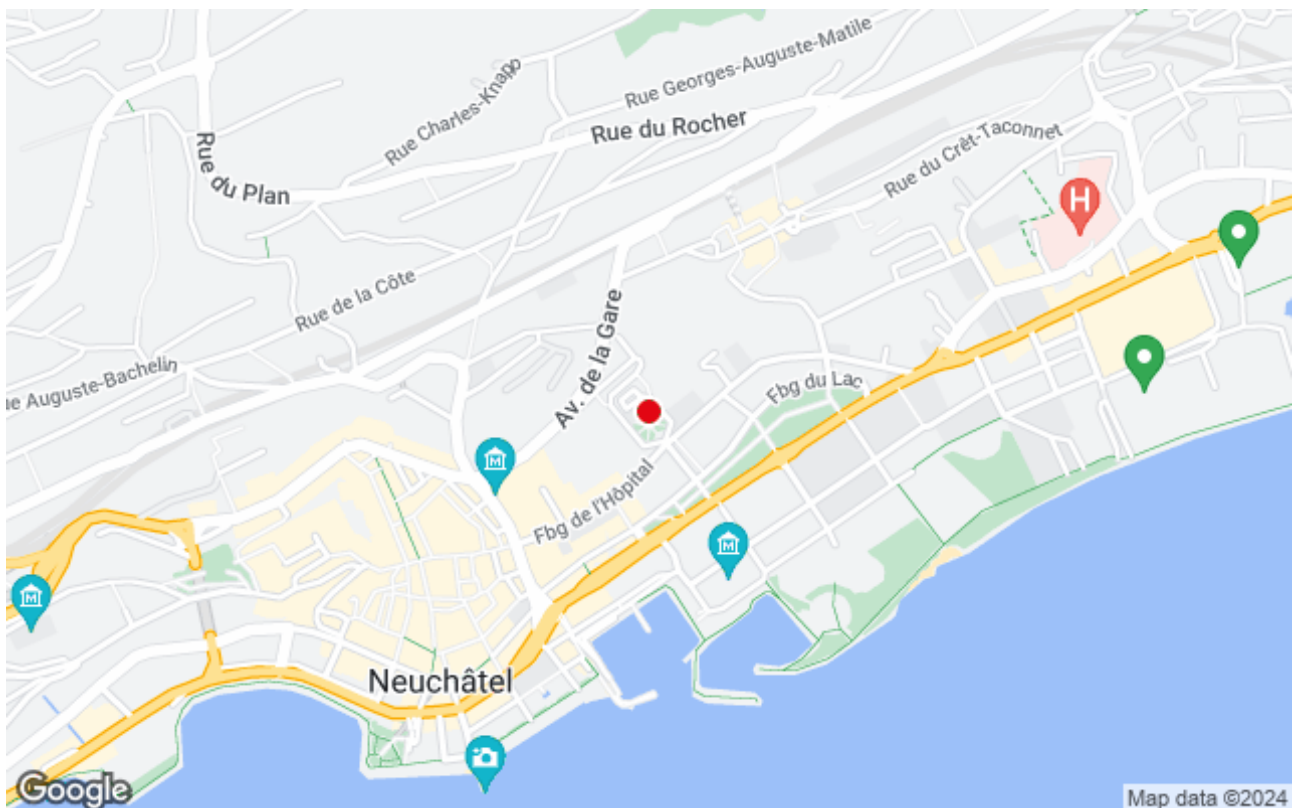 Rue Georges-Auguste-Matile
Rue Charles-Knapp
Rue du Rocher
Rue du Crêt-Taconnet
Rue du Plan
H
Rue de la Côte
Av. de la Gare
ue Auguste-Bachelin
Fbg du Lac
M
Fbg de l'Hôpital
M
M
Neuchâtel
Google
Map data ©2024